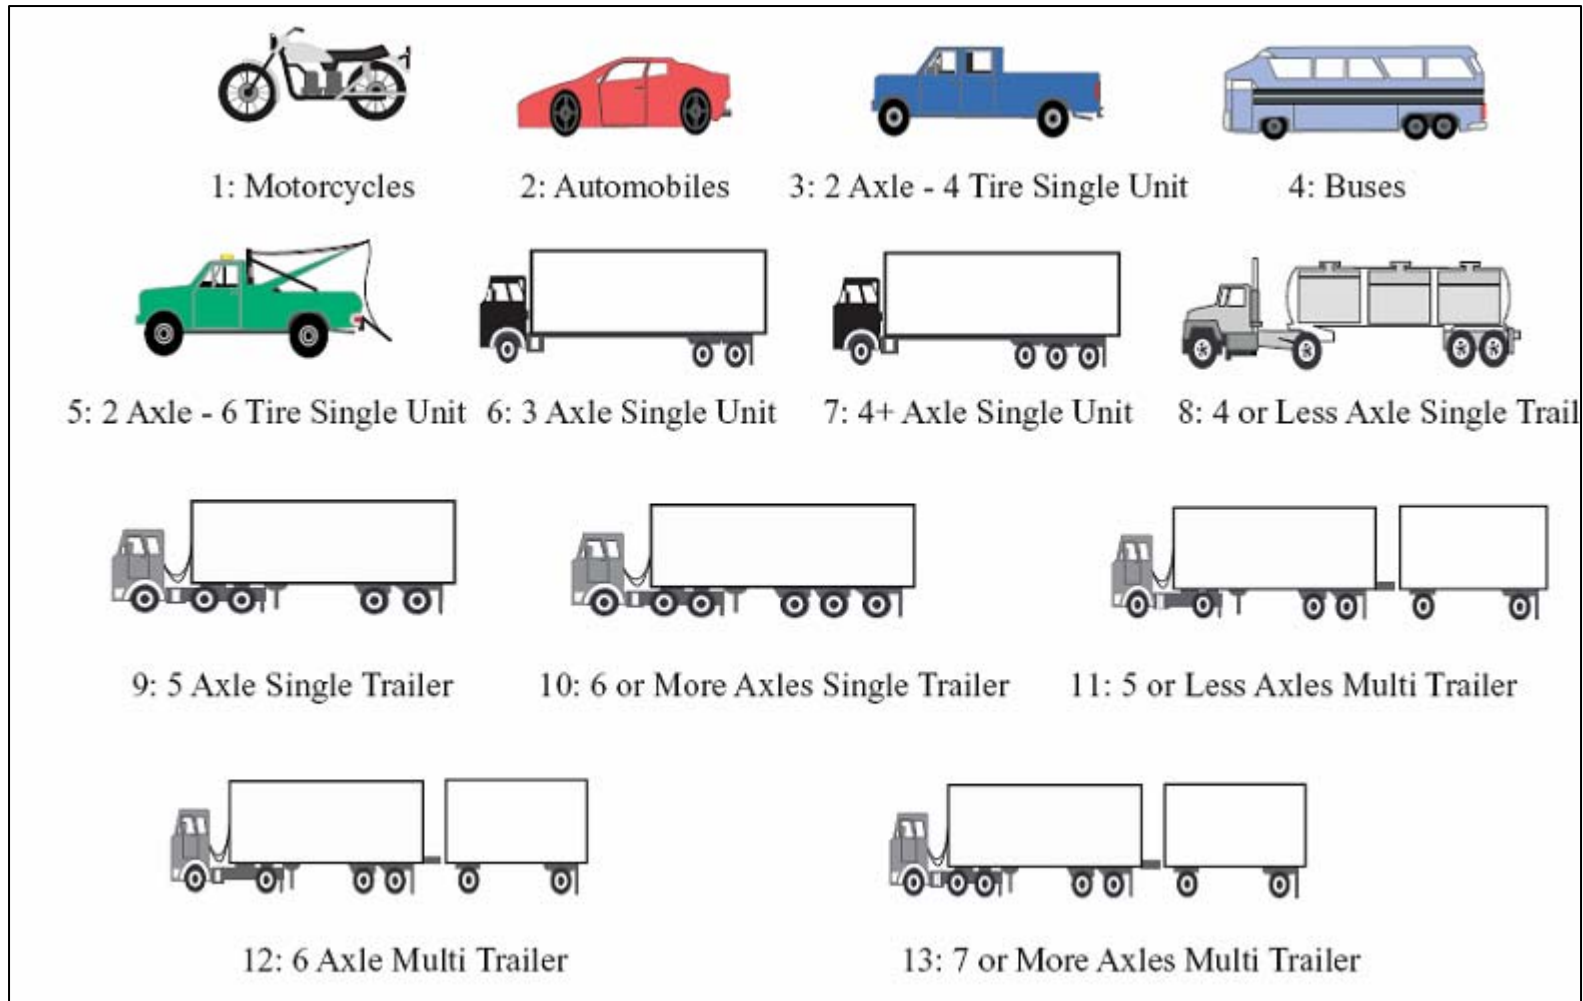 1: Motorcycles
2: Automobiles
3: 2 Axle - 4 Tire Single Unit
4: Buses
5: 2 Axle - 6 Tire Single Unit
6: 3 Axle Single Unit
7: 4+ Axle Single Unit
8: 4 or Less Axle Single Trail
9: 5 Axle Single Trailer
10: 6 or More Axles Single Trailer
11: 5 or Less Axles Multi Trailer
12: 6 Axle Multi Trailer
13: 7 or More Axles Multi Trailer